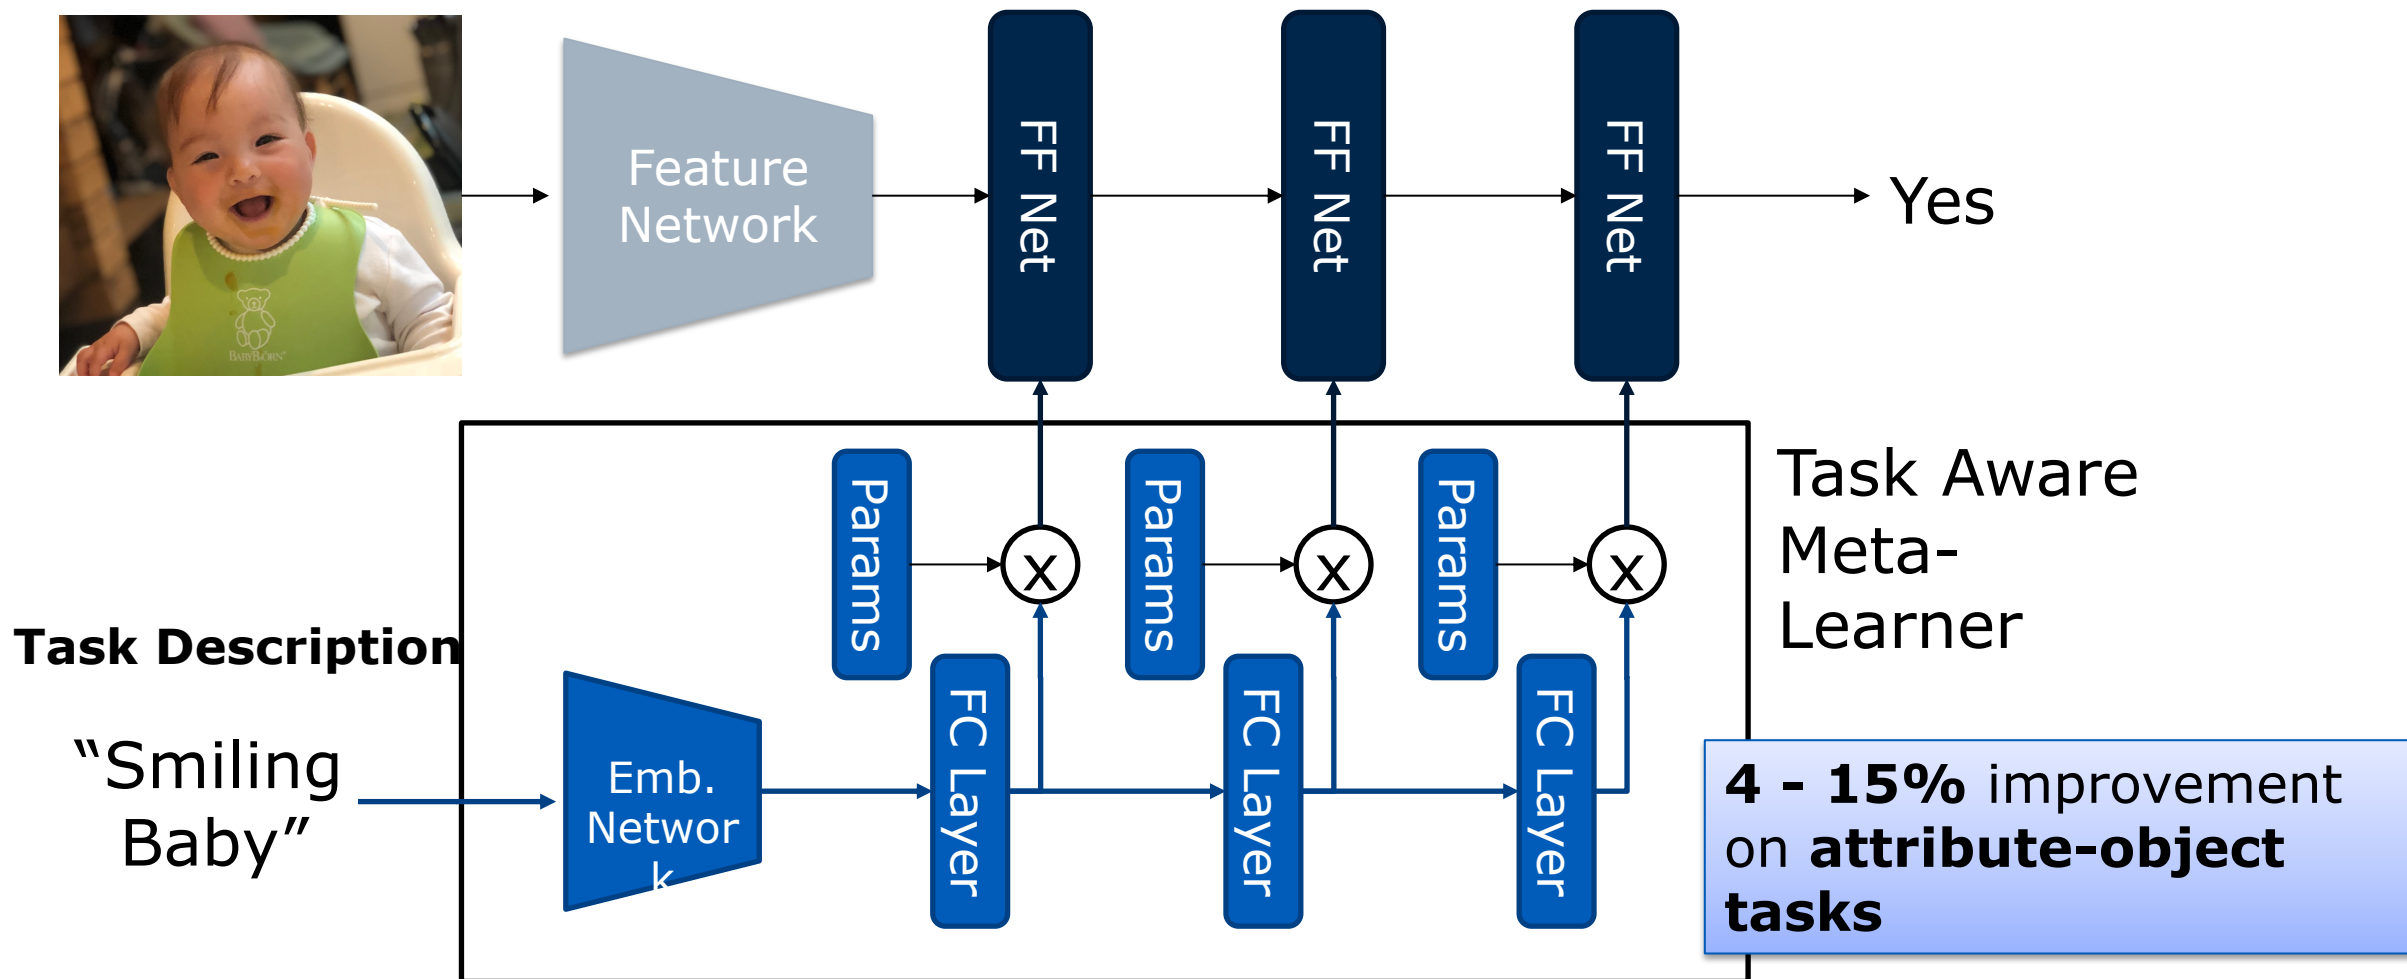 Feature
Network
FF Net
FF Net
FF Net
Yes
BABYBJÖRN
Task Description
“Smiling
Baby”
Params
Params
Params
x
x
x
Emb.
Networ
k
FC Layer
FC Layer
FC Layer
Task Aware
Meta-
Learner
4 - 15% improvement
on attribute-object
tasks